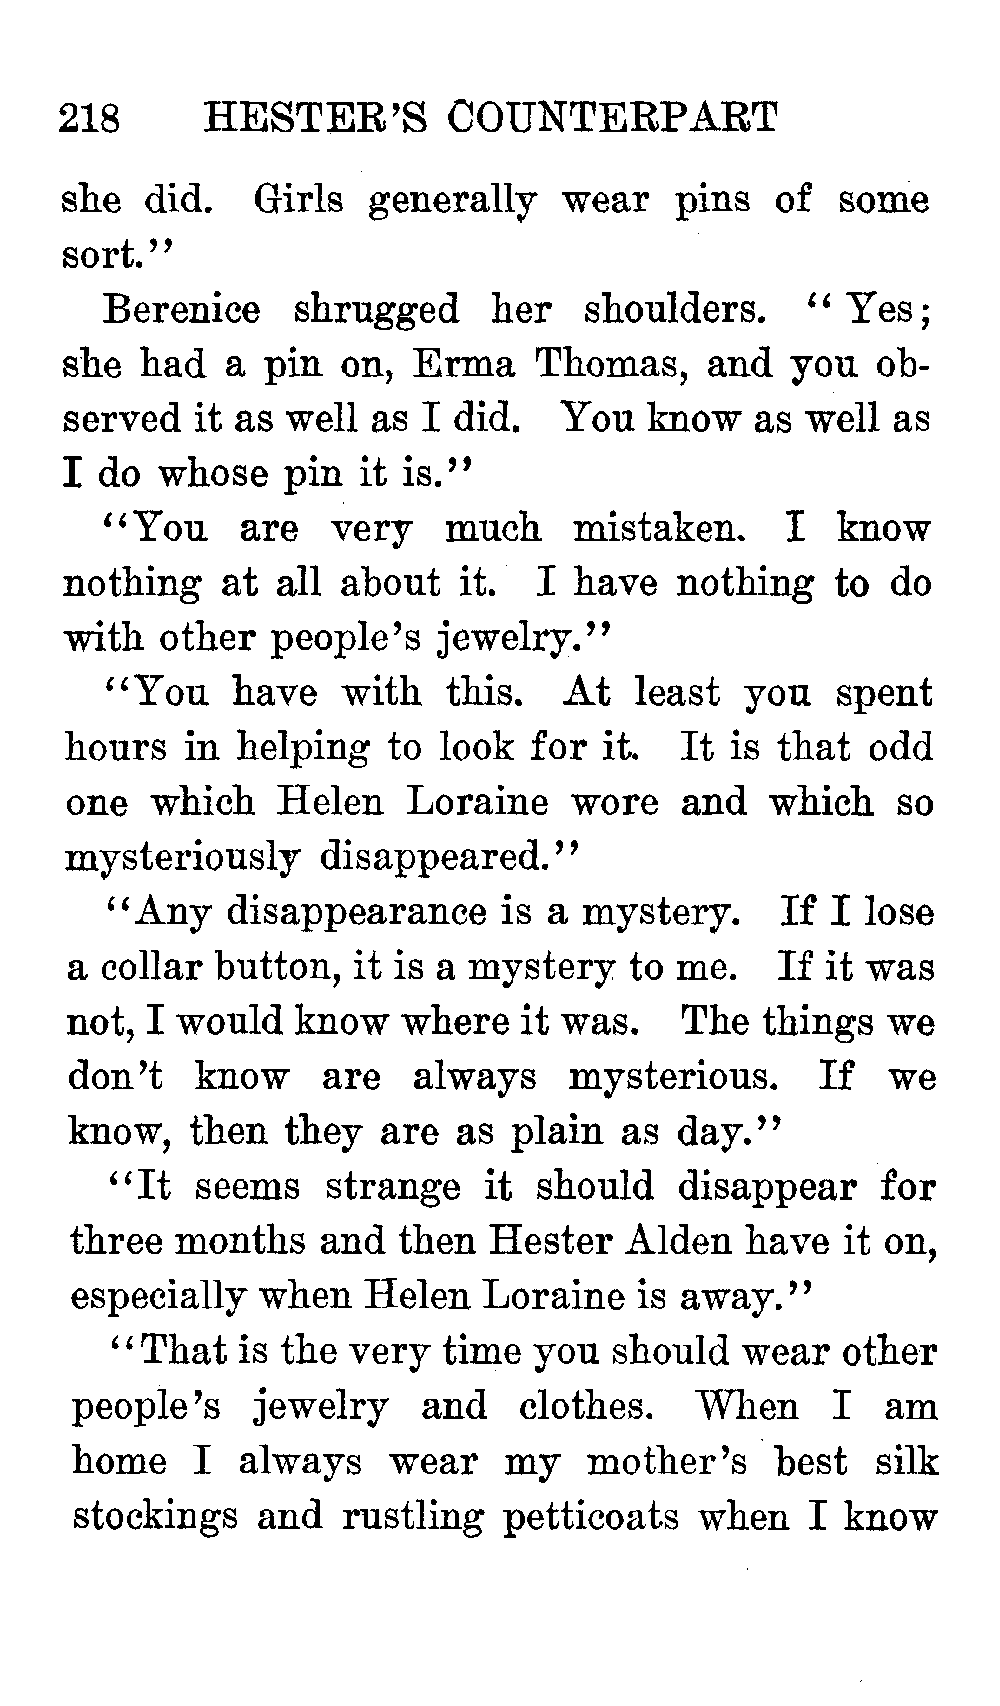 218 HESTER'S COUNTERPART
she did. Girls generally wear pins of some
sort."
Berenice shrugged her shoulders. "Yes;
she had a pin on, Erma Thomas, and you ob-
served it as well as I did. You know as well as
I do whose pin it is."
"You are very much mistaken. I know
nothing at all about it. I have nothing to do
with other people's jewelry."
"You have with this. At least you spent
hours in helping to look for it. It is that odd
one which Helen Loraine wore and which so
mysteriously disappeared."
"Any disappearance is a mystery. If I lose
a collar button, it is a mystery to me. If it was
not, I would know where it was. The things we
don't know are always mysterious. If we
know, then they are as plain as day."
"It seems strange it should disappear for
three months and then Hester Alden have it on,
especially when Helen Loraine is away."
"That is the very time you should wear other
people's jewelry and clothes. When I am
home I always wear my mother's best silk
stockings and rustling petticoats when I know